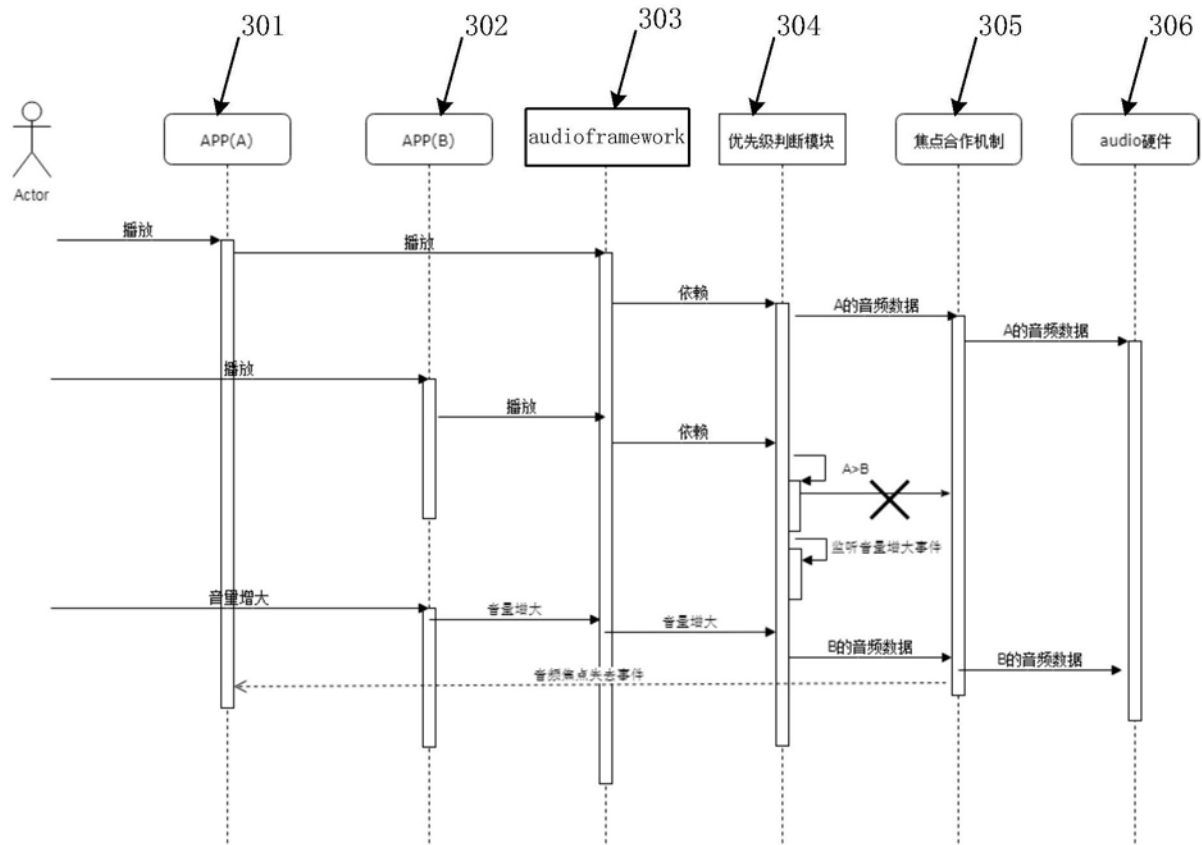 301
302
303
304
305
306
APP(A)
APP(B)
audioframework
优先级判断模块
焦点合作机制
audio硬件
Actor
播放
播放
依赖
A的音频数据
A的音频数据
播放
播放
依赖
A>B
监听音量增大事件
音量增大
音量增大
音量增大
B的音频数据
B的音频数据
音频焦点失去事件